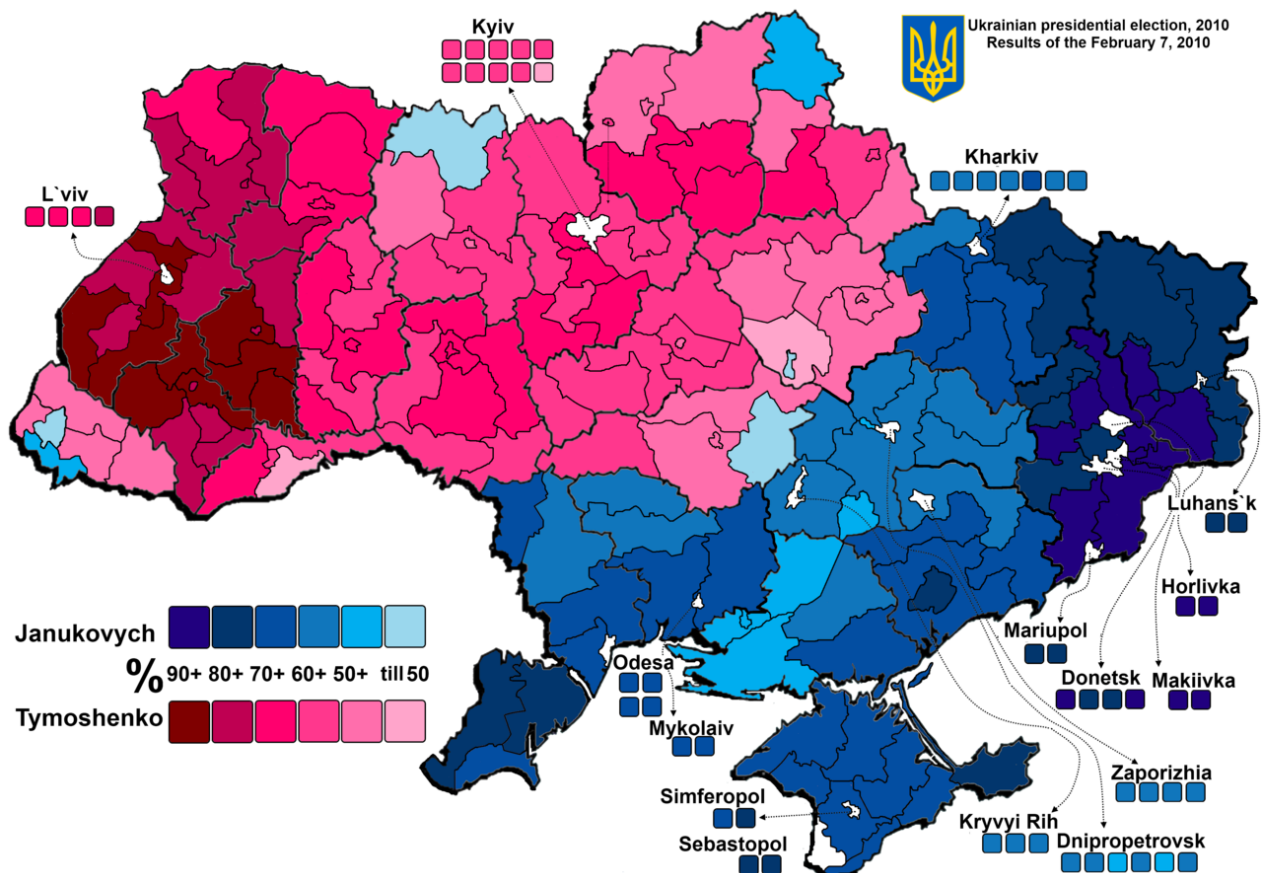 Ukrainian presidential election, 2010
Results of the February 7, 2010
Kyiv
Kharkiv
L`viv
Luhans`k
Horlivka
Mariupol
Donetsk
Makiivka
Odesa
Mykolaiv
Zaporizhia
Simferopol
Kryvyi Rih
Dnipropetrovsk
Sebastopol
Janukovych
% 90+ 80+ 70+ 60+ 50+ till 50
Tymoshenko